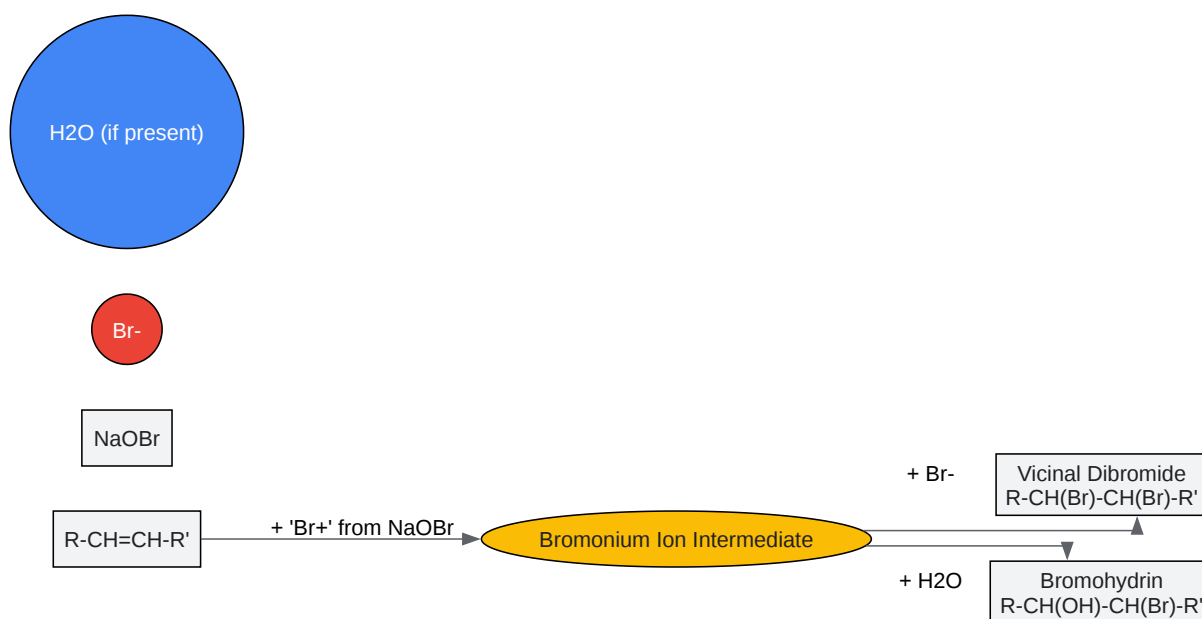 H2O (if present)
Br-
NaOBr
R-CH=CH-R'
+ 'Br+' from NaOBr
Bromonium Ion Intermediate
+ Br-
Vicinal Dibromide
R-CH(Br)-CH(Br)-R'
+ H2O
Bromohydrin
R-CH(OH)-CH(Br)-R'